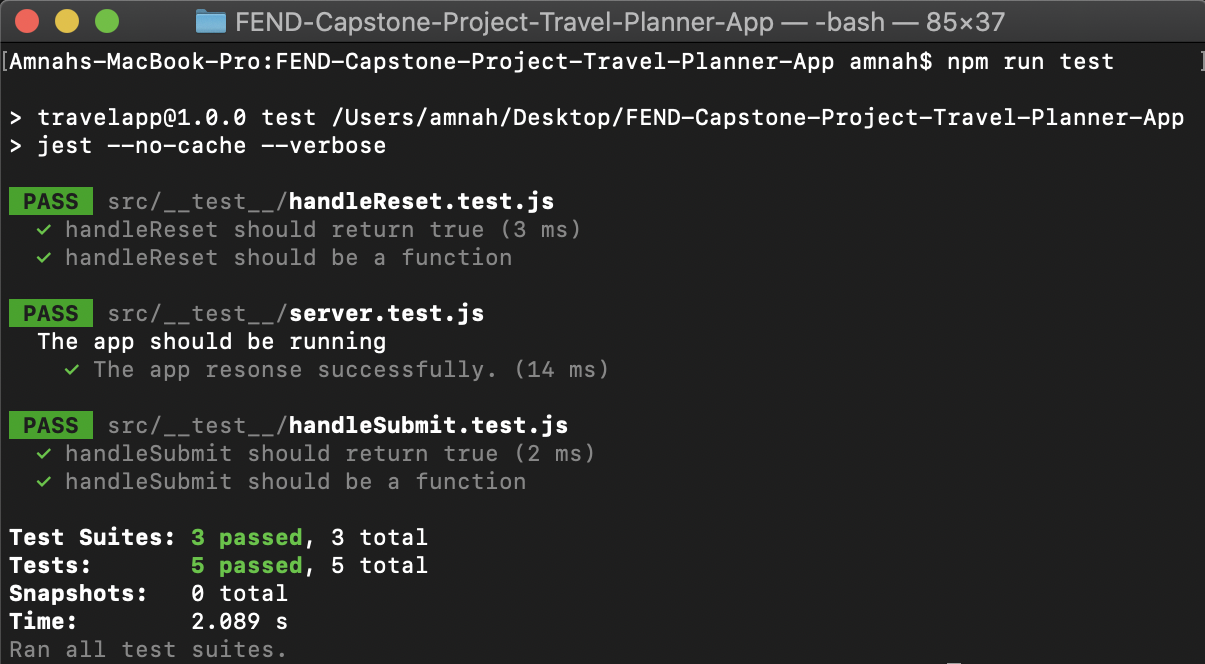 FEND-Capstone-Project-Travel-Planner-App — -bash — 85×37
[Amnahs-MacBook-Pro:FEND-Capstone-Project-Travel-Planner-App amnah$ npm run test ]
> travelapp@1.0.0 test /Users/amnah/Desktop/FEND-Capstone-Project-Travel-Planner-App
> jest --no-cache --verbose
PASS src/__test__/handleReset.test.js
✓ handleReset should return true (3 ms)
✓ handleReset should be a function
PASS src/__test__/server.test.js
The app should be running
✓ The app resonse successfully. (14 ms)
PASS src/__test__/handleSubmit.test.js
✓ handleSubmit should return true (2 ms)
✓ handleSubmit should be a function
Test Suites: 3 passed, 3 total
Tests: 5 passed, 5 total
Snapshots: 0 total
Time: 2.089 s
Ran all test suites.